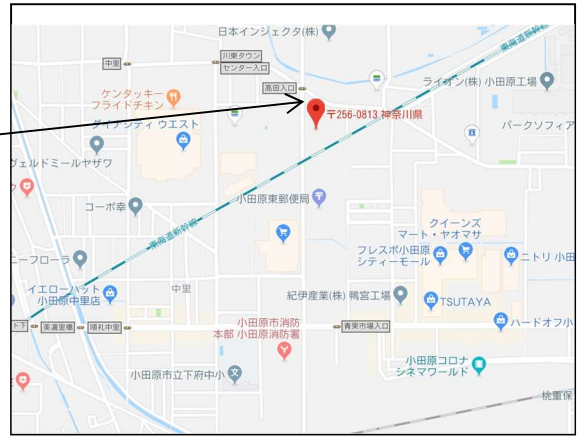 日本インジェクタ(株)
東海道新幹線
川東タウン
センター入口
中里
高田入口
ライオン(株) 小田原工場
ケンタッキー
フライドチキン
〒256-0813 神奈川県
ダイナシティ ウエスト
パークソフィア
ヴェルドミールヤザワ
コーポ幸
小田原東郵便局
クイーンズ
マート・ヤオマサ
東海道新幹線
フレスポ小田原
シティーモール
ニトリ 小田
ニーフローラ
イエローハット
小田原中里店
中里
紀伊産業(株) 鴨宮工場
TSUTAYA
ハードオフ小
ド下
美濃里橋
順礼中里
小田原市消防
本部 小田原消防署
青果市場入口
小田原コロナ
シネマワールド
小田原市立下府中小
桃重保